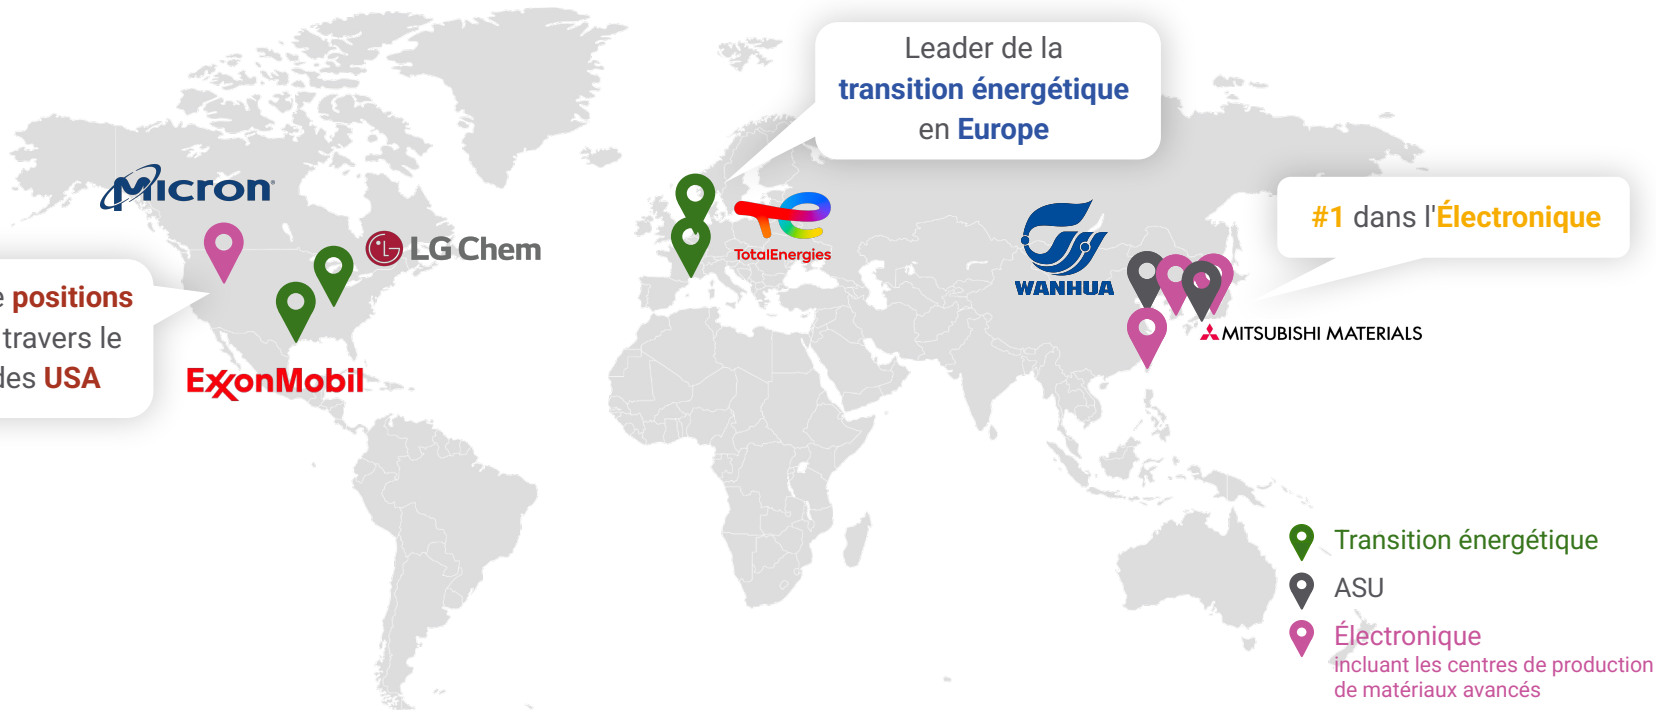 Leader de la
transition énergétique
en Europe
Micron
#1 dans l'Électronique
LG Chem
TotalEnergies
WANHUA
positions
travers le
des USA
MITSUBISHI MATERIALS
ExxonMobil
Transition énergétique
ASU
Électronique
incluant les centres de production
de matériaux avancés